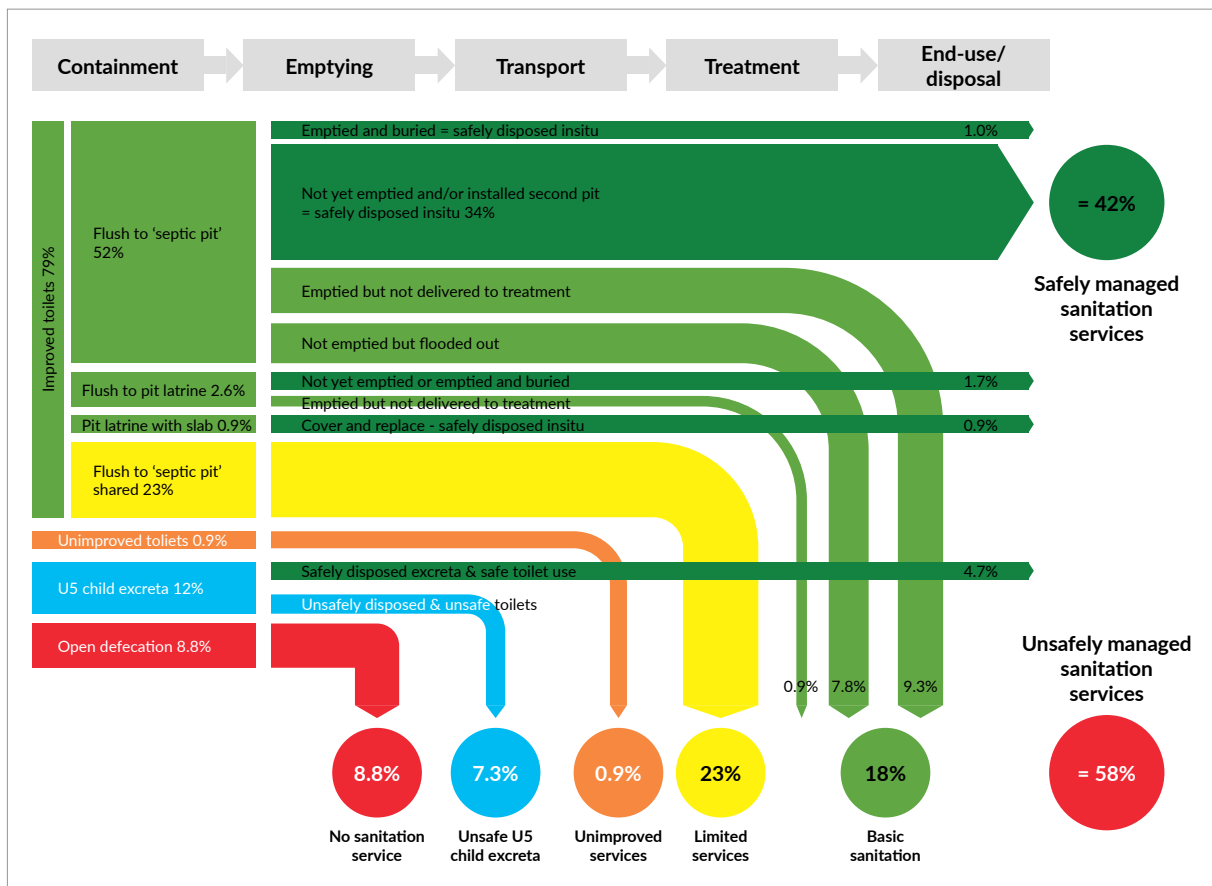 Containment
Emptying
Transport
Treatment
End-use/
disposal
Improved toilets 79%
Flush to ‘septic pit’
52%
Flush to pit latrine 2.6%
Pit latrine with slab 0.9%
Flush to ‘septic pit’
shared 23%
Unimproved toliets 0.9%
U5 child excreta 12%
Open defecation 8.8%
Emptied and buried = safely disposed insitu
1.0%
Not yet emptied and/or installed second pit
= safely disposed insitu 34%
Emptied but not delivered to treatment
Not emptied but flooded out
Not yet emptied or emptied and buried
1.7%
Emptied but not delivered to treatment
Cover and replace - safely disposed insitu
0.9%
Safely disposed excreta & safe toilet use
4.7%
Unsafely disposed & unsafe toilets
0.9%
7.8%
9.3%
= 42%
Safely managed
sanitation
services
Unsafely managed
sanitation
services
= 58%
8.8%
No sanitation
service
7.3%
Unsafe U5
child excreta
0.9%
Unimproved
services
23%
Limited
services
18%
Basic
sanitation